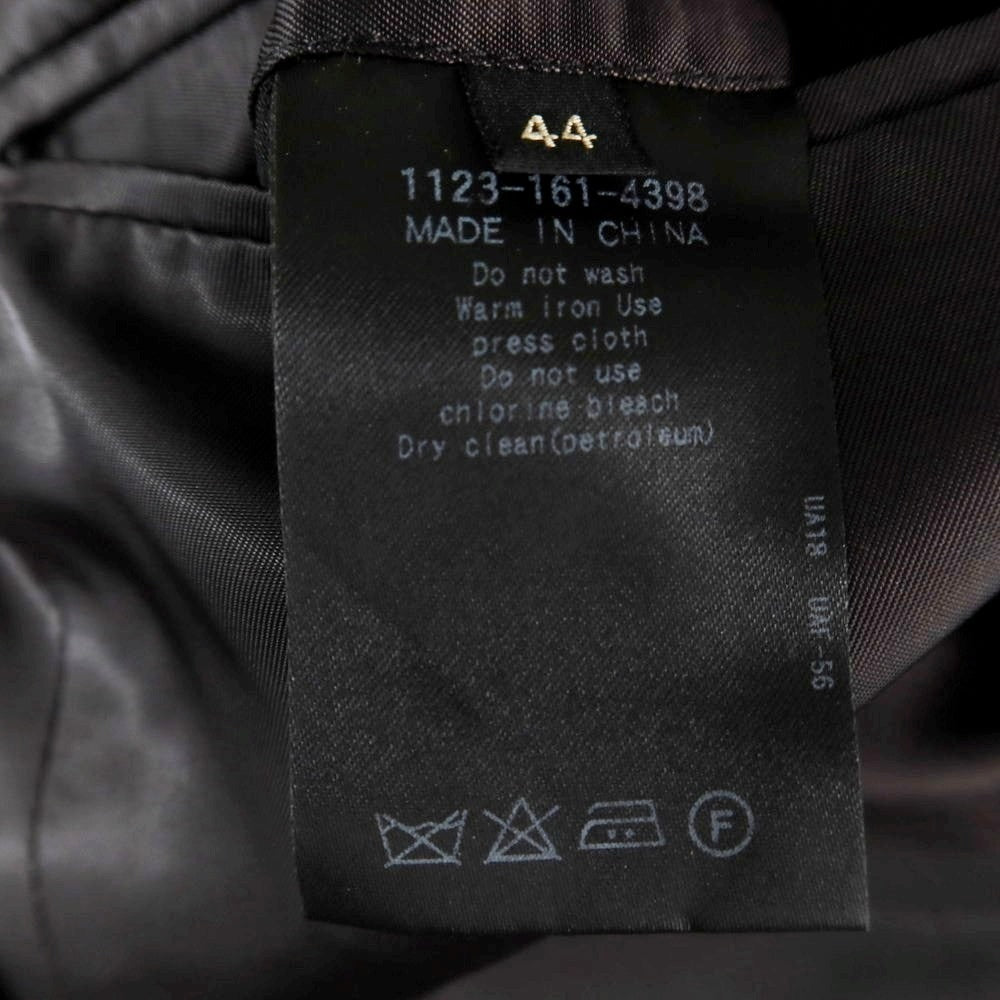 44
1123-161-4398
MADE IN CHINA
Do not wash
Warm iron Use
press cloth
Do not use
chlorine bleach
Dry clean(petroleum)
UA18 UAF-56
F